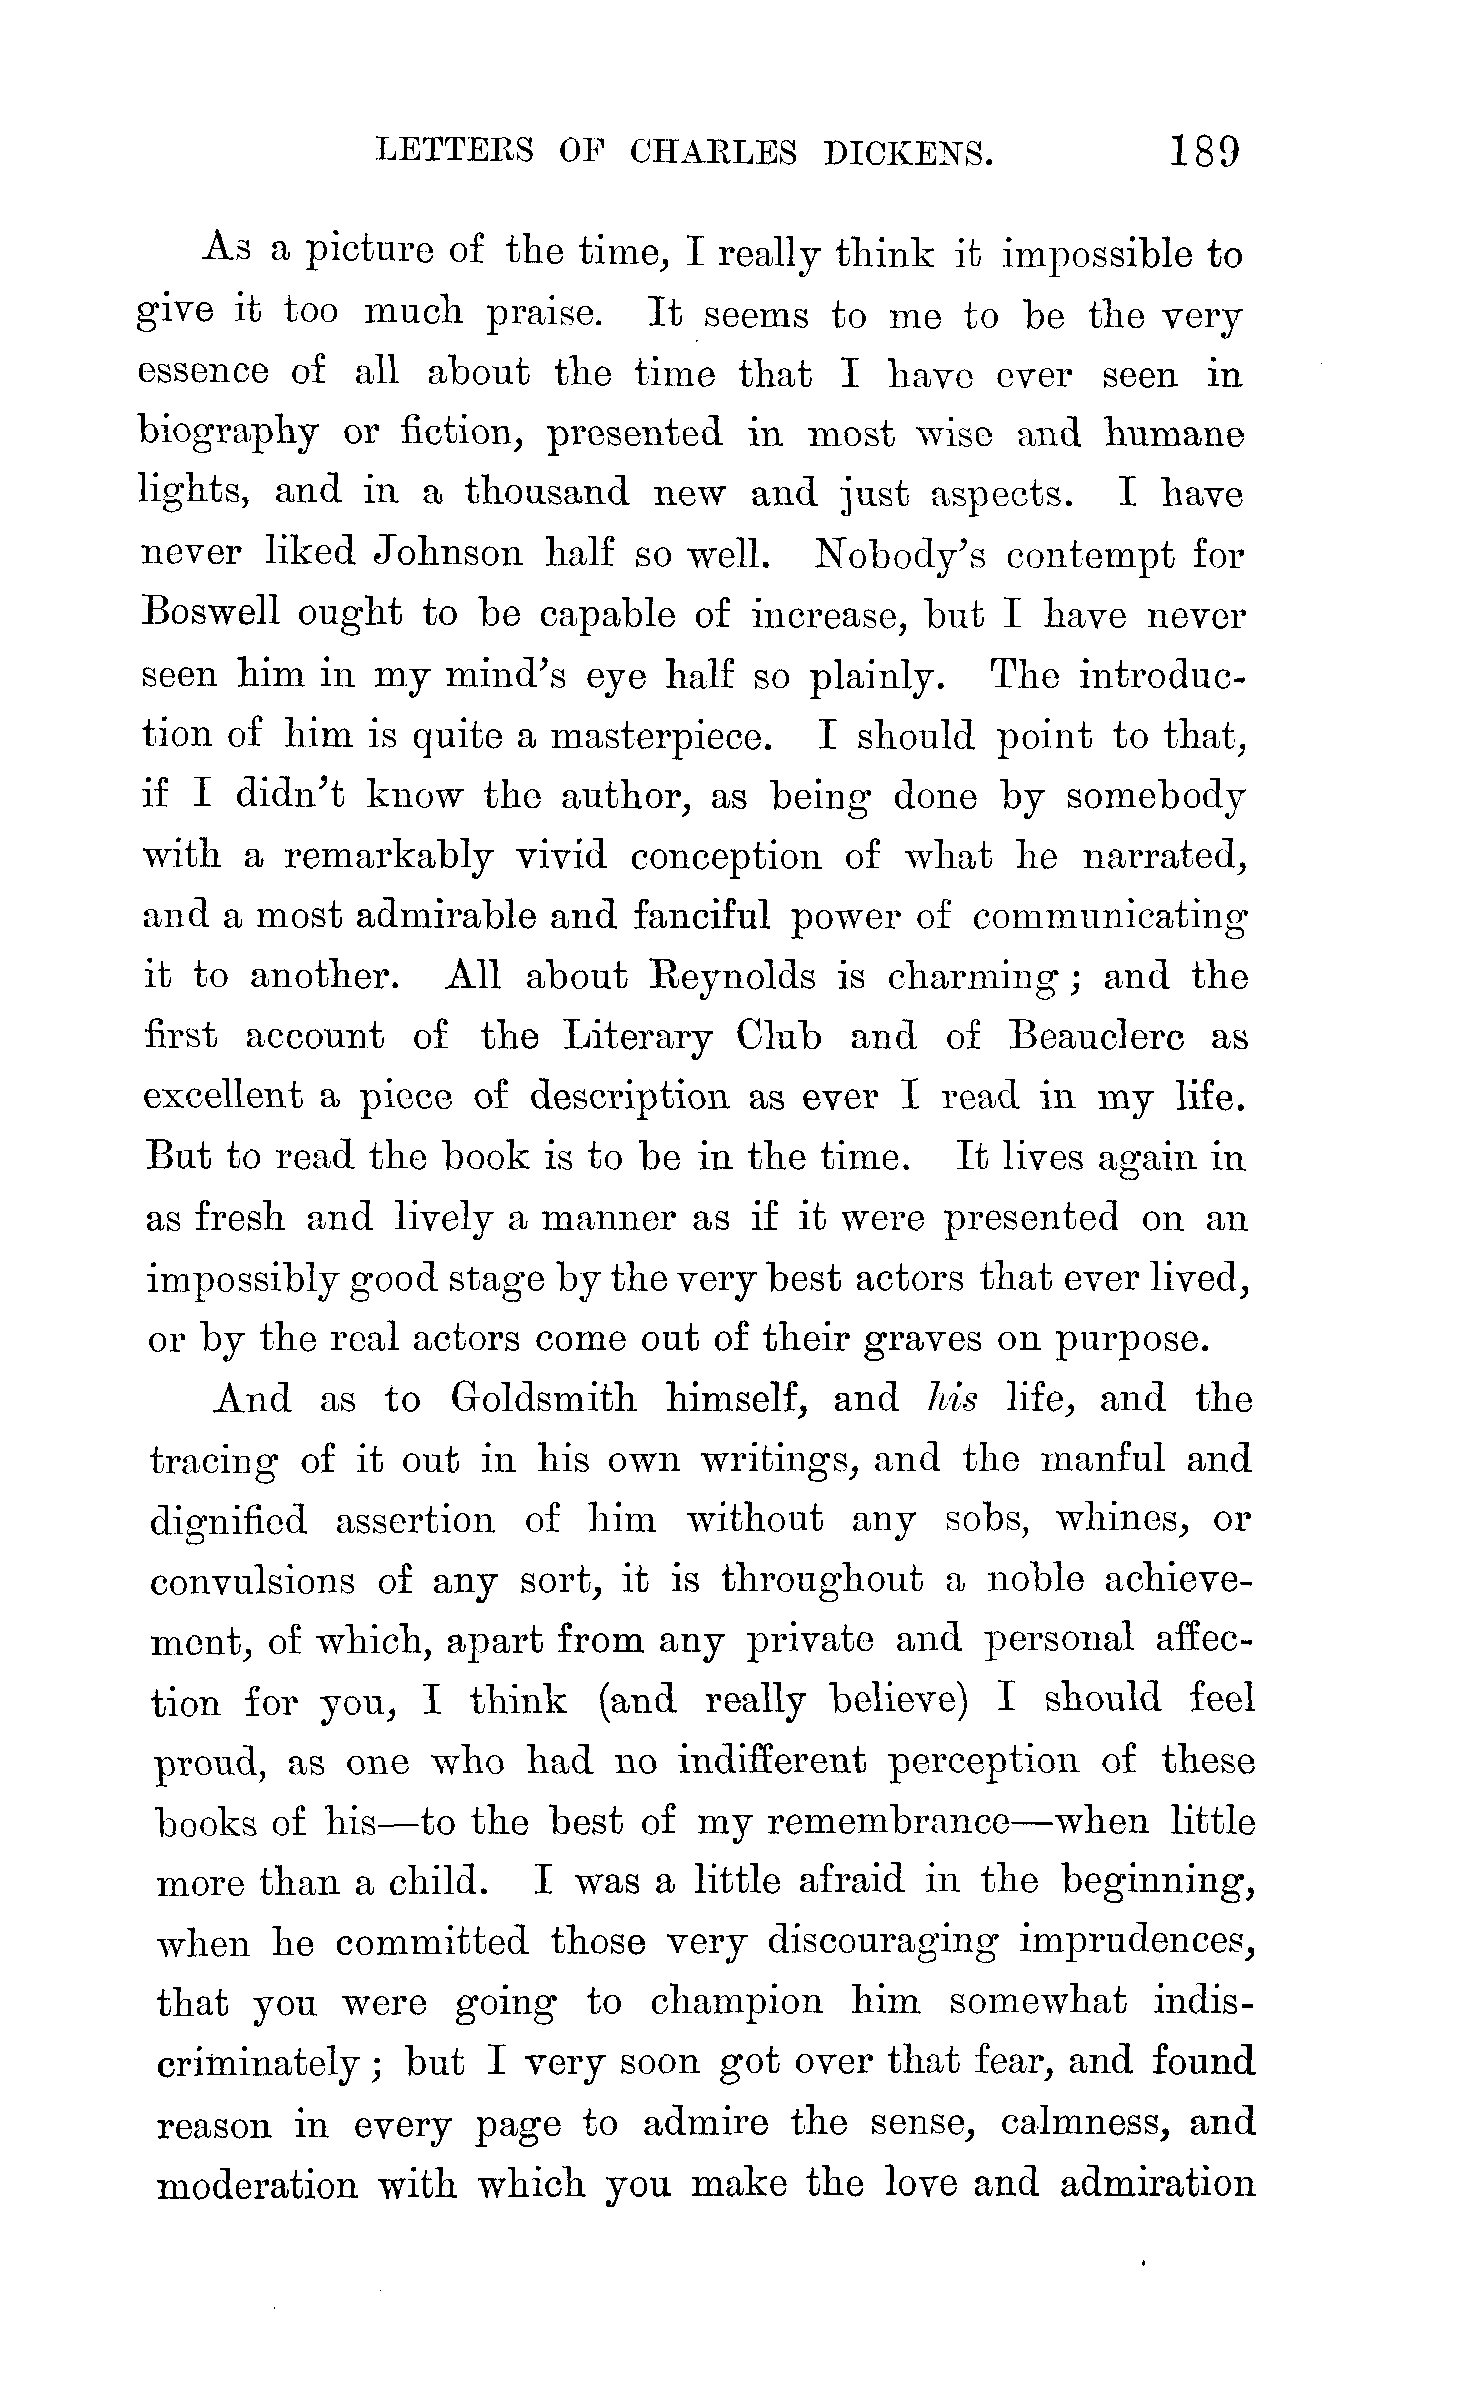 LETTERS OF CHARLES DICKENS. 189
As a picture of the time, I really think it impossible to
give it too much praise. It seems to me to be the very
essence of all about the time that I have ever seen in
biography or fiction, presented in most wise and humane
lights, and in a thousand new and just aspects. I have
never liked Johnson half so well. Nobody's contempt for
Boswell ought to be capable of increase, but I have never
seen him in my mind's eye half so plainly. The introduc-
tion of him is quite a masterpiece. I should point to that,
if I didn't know the author, as being done by somebody
with a remarkably vivid conception of what he narrated,
and a most admirable and fanciful power of communicating
it to another. All about Reynolds is charming; and the
first account of the Literary Club and of Beauclerc as
excellent a piece of description as ever I read in my life.
But to read the book is to be in the time. It lives again in
as fresh and lively a manner as if it were presented on an
impossibly good stage by the very best actors that ever lived,
or by the real actors come out of their graves on purpose.
And as to Goldsmith himself, and his life, and the
tracing of it out in his own writings, and the manful and
dignified assertion of him without any sobs, whines, or
convulsions of any sort, it is throughout a noble achieve-
ment, of which, apart from any private and personal affec-
tion for you, I think (and really believe) I should feel
proud, as one who had no indifferent perception of these
books of his—to the best of my remembrance—when little
more than a child. I was a little afraid in the beginning,
when he committed those very discouraging imprudences,
that you were going to champion him somewhat indis-
criminately; but I very soon got over that fear, and found
reason in every page to admire the sense, calmness, and
moderation with which you make the love and admiration